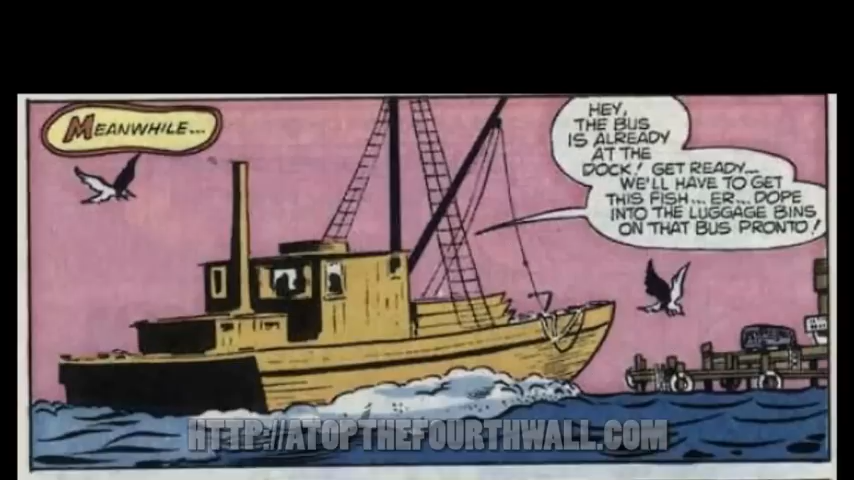 MEANWHILE...
HEY,
THE BUS
IS ALREADY
AT THE
DOCK! GET READY...
WE'LL HAVE TO GET
THIS FISH... ER... DOPE
INTO THE LUGGAGE BINS
ON THAT BUS PRONTO!
HTTP://ATOPTHEFOURTHWALL.COM